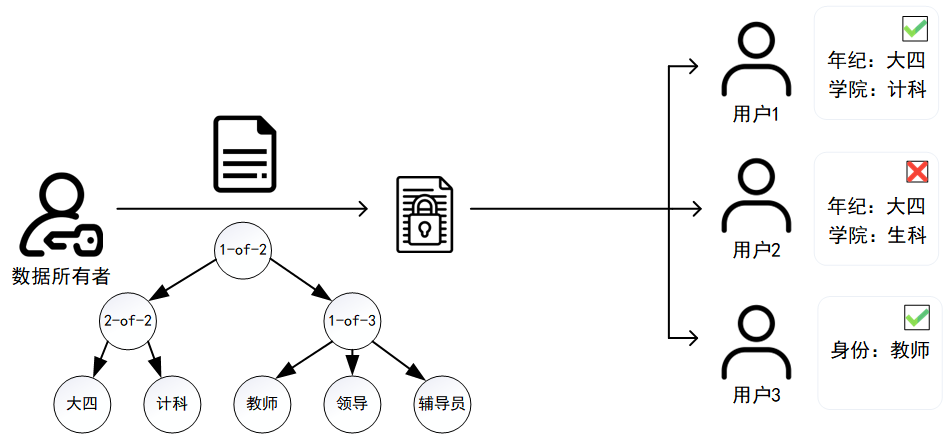 年纪：大四
学院：计科
用户1
数据所有者
1-of-2
2-of-2
1-of-3
大四
计科
教师
领导
辅导员
年纪：大四
学院：生科
用户2
身份：教师
用户3